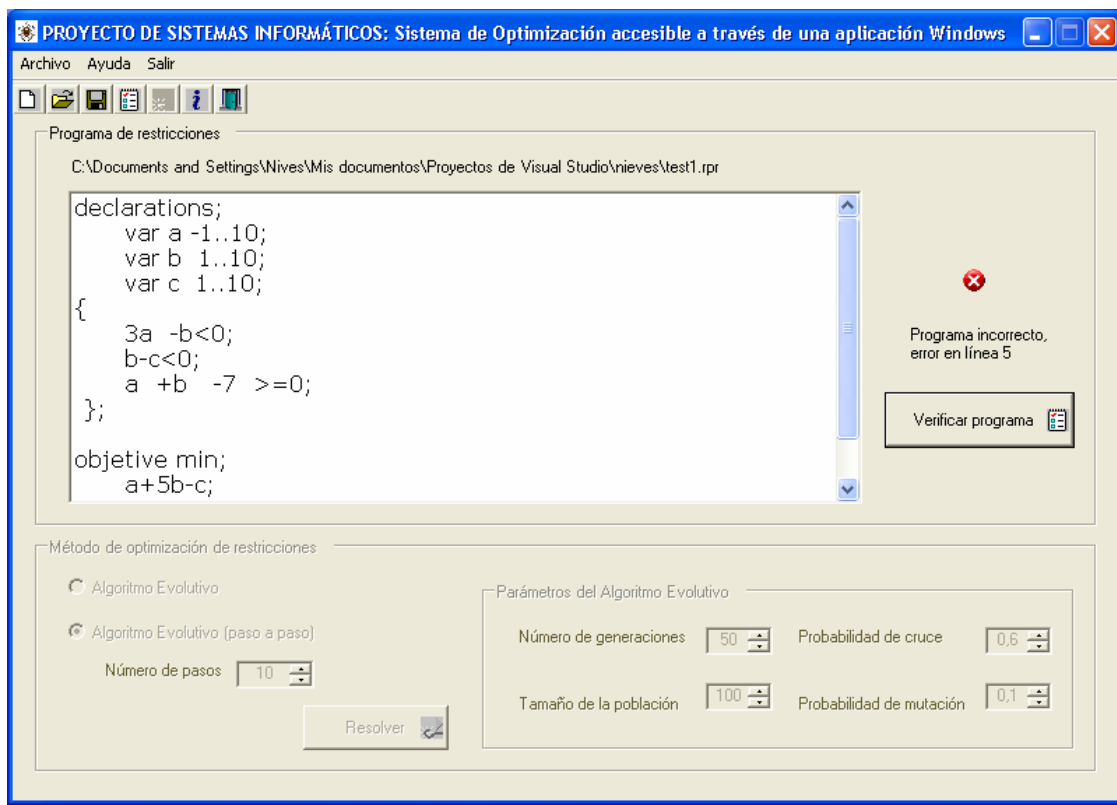 PROYECTO DE SISTEMAS INFORMÁTICOS: Sistema de Optimización accesible a través de una aplicación Windows
Archivo Ayuda Salir
Programa de restricciones
C:\Documents and Settings\Nives\Mis documentos\Proyectos de Visual Studio\nieves\test1.rpr
declarations;
var a -1..10;
var b 1..10;
var c 1..10;
{
3a -b<0;
b-c<0;
a +b -7 >=0;
};
objetive min;
a+5b-c;
Programa incorrecto,
error en línea 5
Verificar programa
Método de optimización de restricciones
Algoritmo Evolutivo
Algoritmo Evolutivo (paso a paso)
Número de pasos 10
Resolver
Parámetros del Algoritmo Evolutivo
Número de generaciones 50 Probabilidad de cruce 0,6
Tamaño de la población 100 Probabilidad de mutación 0,1